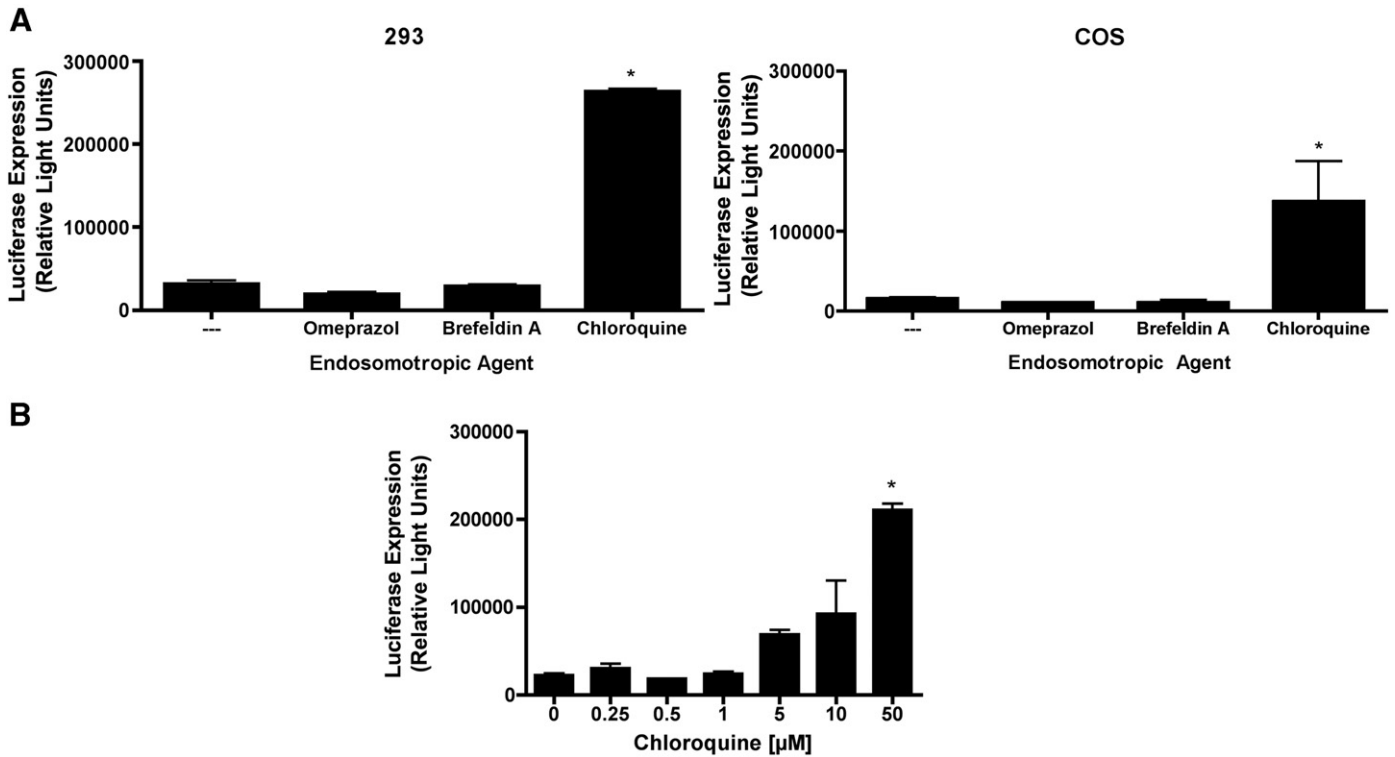 A
293
Luciferase Expression
(Relative Light Units)
300000
200000
100000
0
*
--- Omeprazol Brefeldin A Chloroquine
Endosomotropic Agent
COS
Luciferase Expression
(Relative Light Units)
300000
200000
100000
0
*
--- Omeprazol Brefeldin A Chloroquine
Endosomotropic Agent
B
Luciferase Expression
(Relative Light Units)
300000
200000
100000
0
*
0 0.25 0.5 1 5 10 50
Chloroquine [µM]